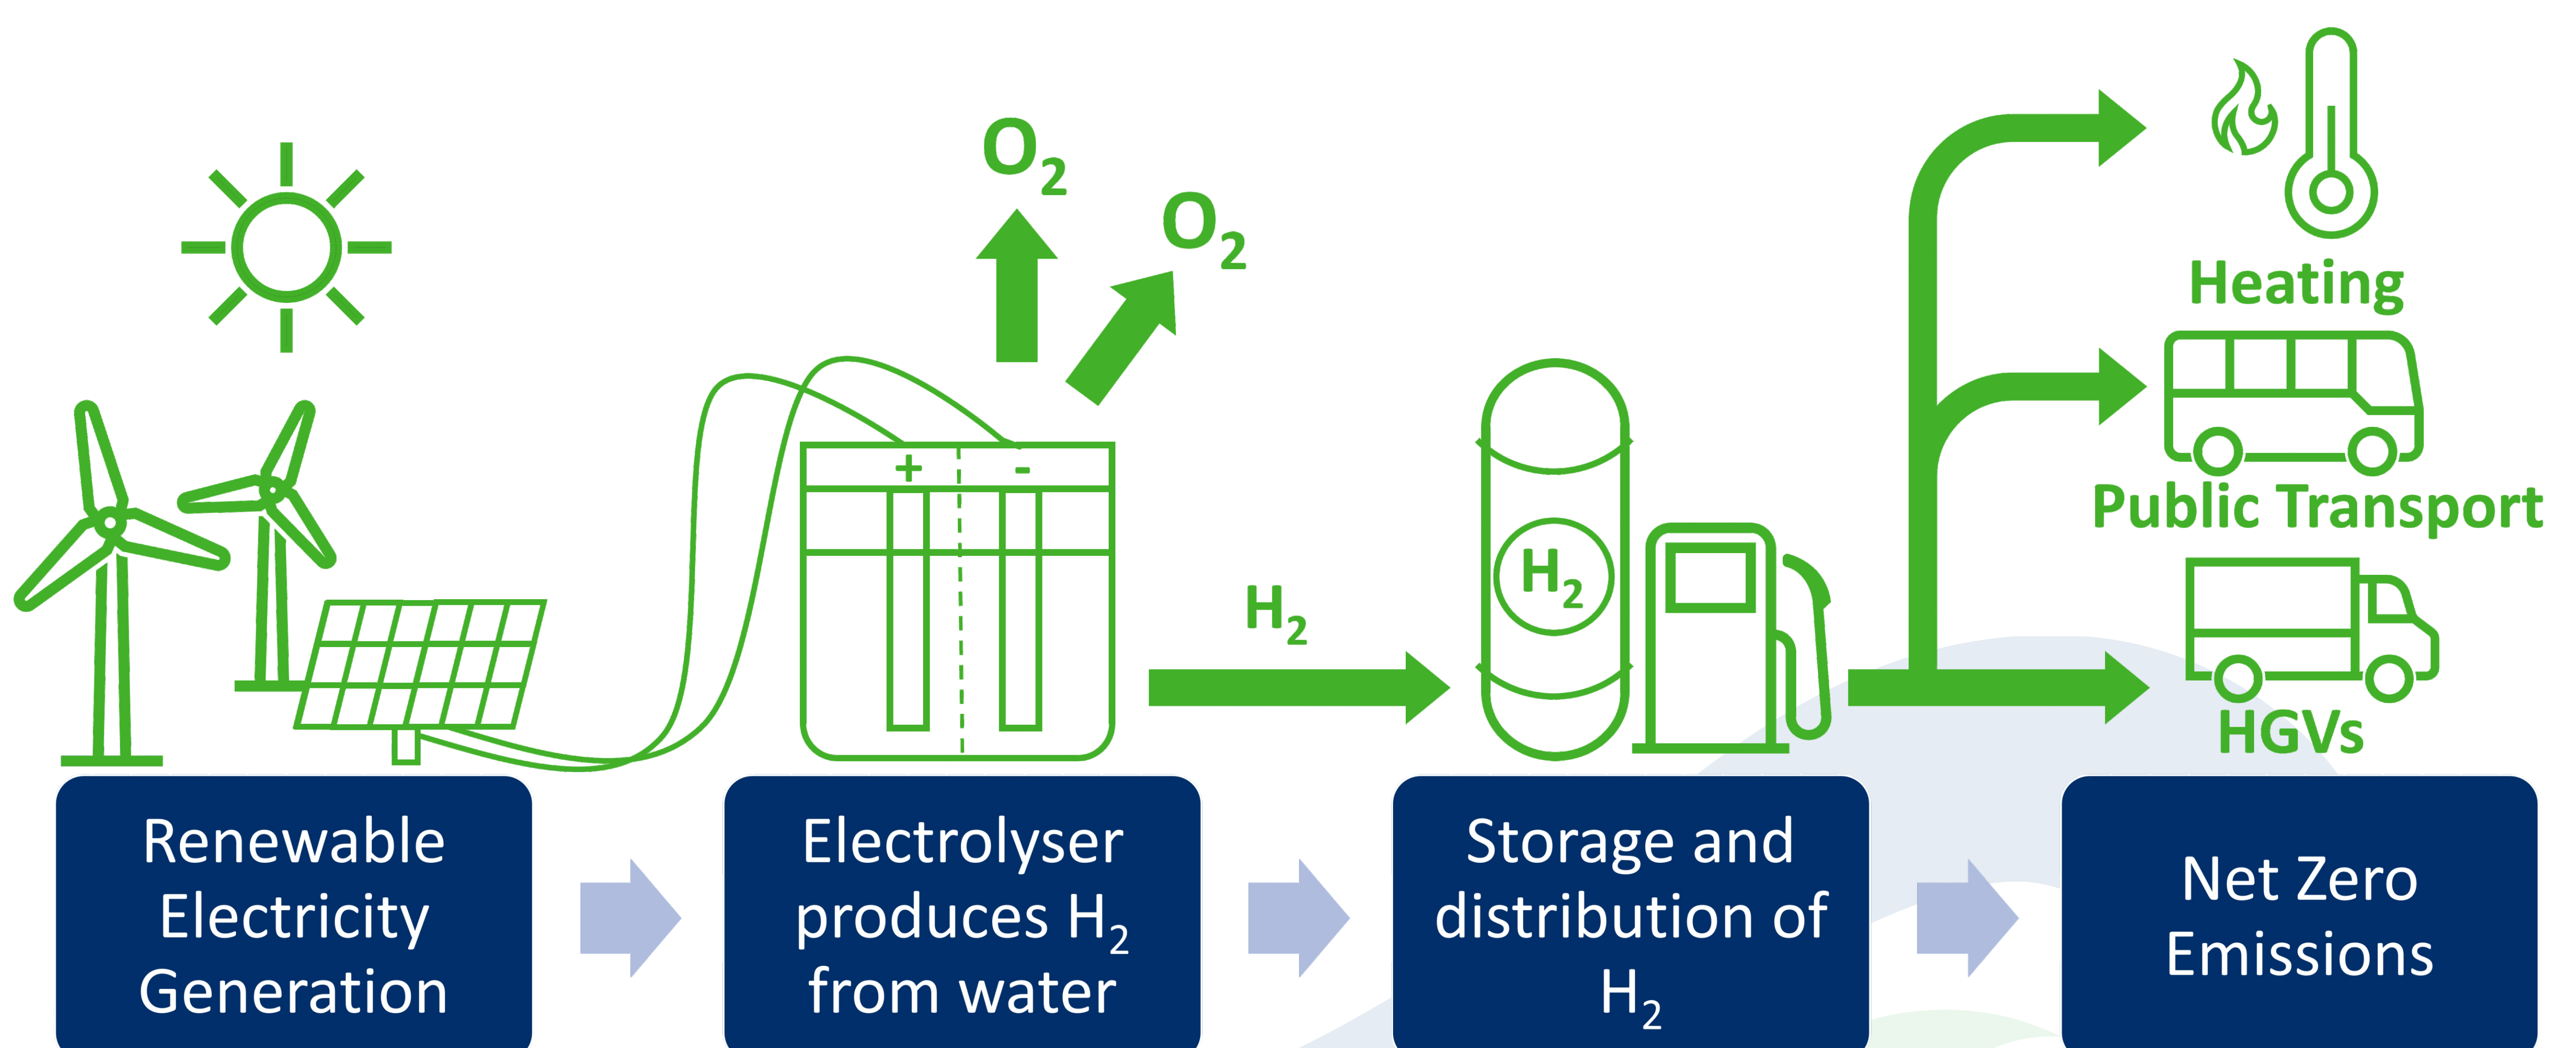 O₂
O₂
+
-
H₂
H₂
Heating
Public Transport
HGVs
Renewable
Electricity
Generation
Electrolyser
produces H₂
from water
Storage and
distribution of
H₂
Net Zero
Emissions